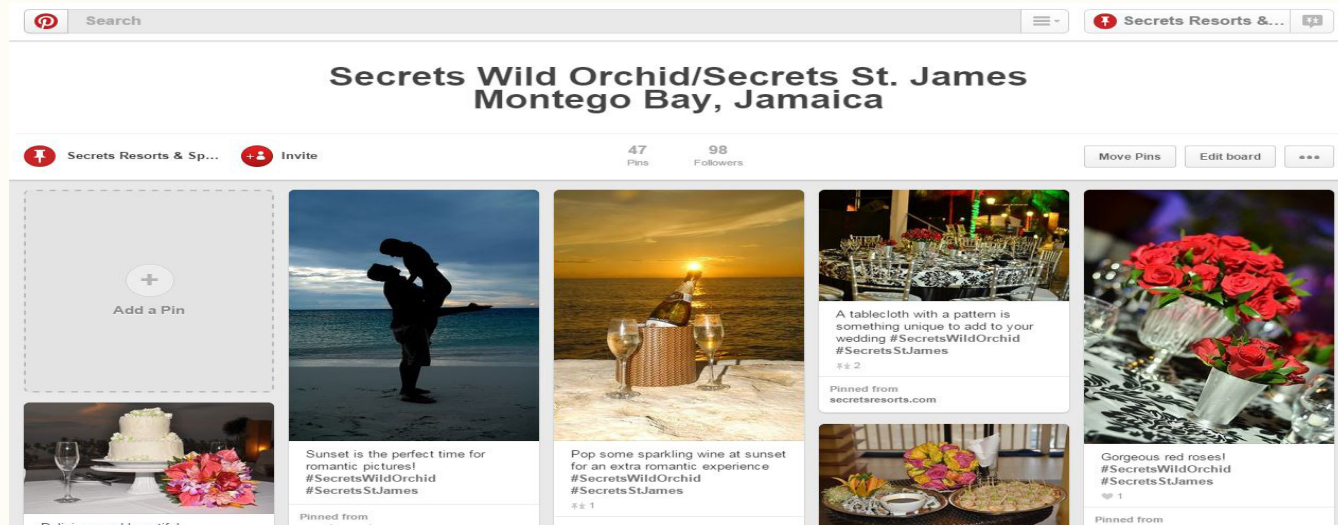 Search
Secrets Resorts &...
Secrets Wild Orchid/Secrets St. James
Montego Bay, Jamaica
Secrets Resorts & Sp...
Invite
47
Pins
98
Followers
Move Pins
Edit board
Add a Pin
Sunset is the perfect time for
romantic pictures!
#SecretsWildOrchid
#SecretsStJames
Pinned from
Pop some sparkling wine at sunset
for an extra romantic experience
#SecretsWildOrchid
#SecretsStJames
1
A tablecloth with a pattern is
something unique to add to your
wedding #SecretsWildOrchid
#SecretsStJames
2
Pinned from
secretsresorts.com
Gorgeous red roses!
#SecretsWildOrchid
#SecretsStJames
1
Pinned from